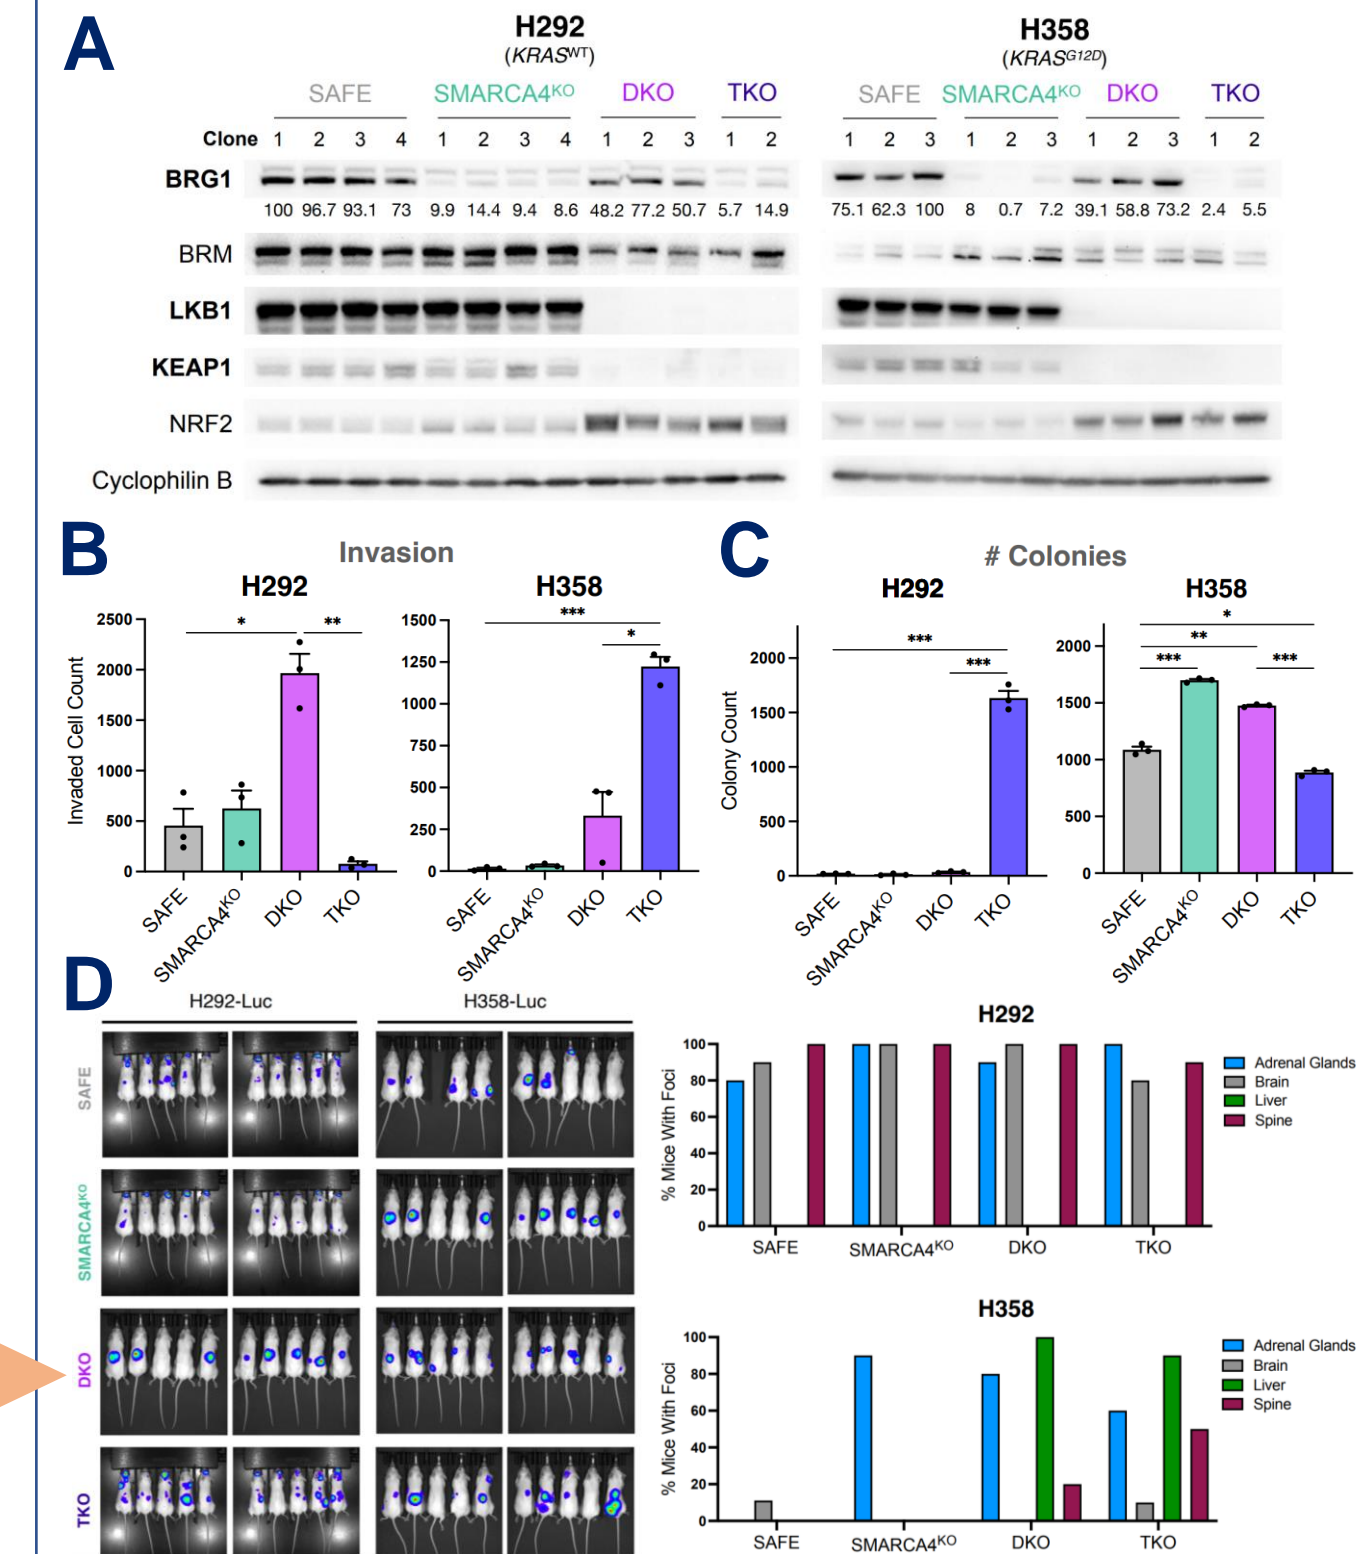 A
H292
(KRASWT)
SAFE SMARCA4KO DKO TKO
H358
(KRASG12D)
SAFE SMARCA4KO DKO TKO
Clone 1 2 3 4 1 2 3 4 1 2 3 1 2 1 2 3 1 2 3 1 2 3 1 2
BRG1
100 96.7 93.1 73 9.9 14.4 9.4 8.6 48.2 77.2 50.7 5.7 14.9 75.1 62.3 100 8 0.7 7.2 39.1 58.8 73.2 2.4 5.5
BRM
LKB1
KEAP1
NRF2
Cyclophilin B
B
Invasion
H292
* **
Invaded Cell Count
2500
2000
1500
1000
500
0
SAFE SMARCA4KO DKO TKO
H358
***
*
1500
1250
1000
750
500
250
0
SAFE SMARCA4KO DKO TKO
C
# Colonies
H292
***
***
Colony Count
2000
1500
1000
500
0
SAFE SMARCA4KO DKO TKO
H358
*
**
*** ***
2000
1500
1000
500
0
SAFE SMARCA4KO DKO TKO
D
H292-Luc H358-Luc
SAFE
SMARCA4KO
DKO
TKO
H292
% Mice With Foci
100
80
60
40
20
0
SAFE SMARCA4KO DKO TKO
Adrenal Glands
Brain
Liver
Spine
H358
% Mice With Foci
100
80
60
40
20
0
SAFE SMARCA4KO DKO TKO
Adrenal Glands
Brain
Liver
Spine